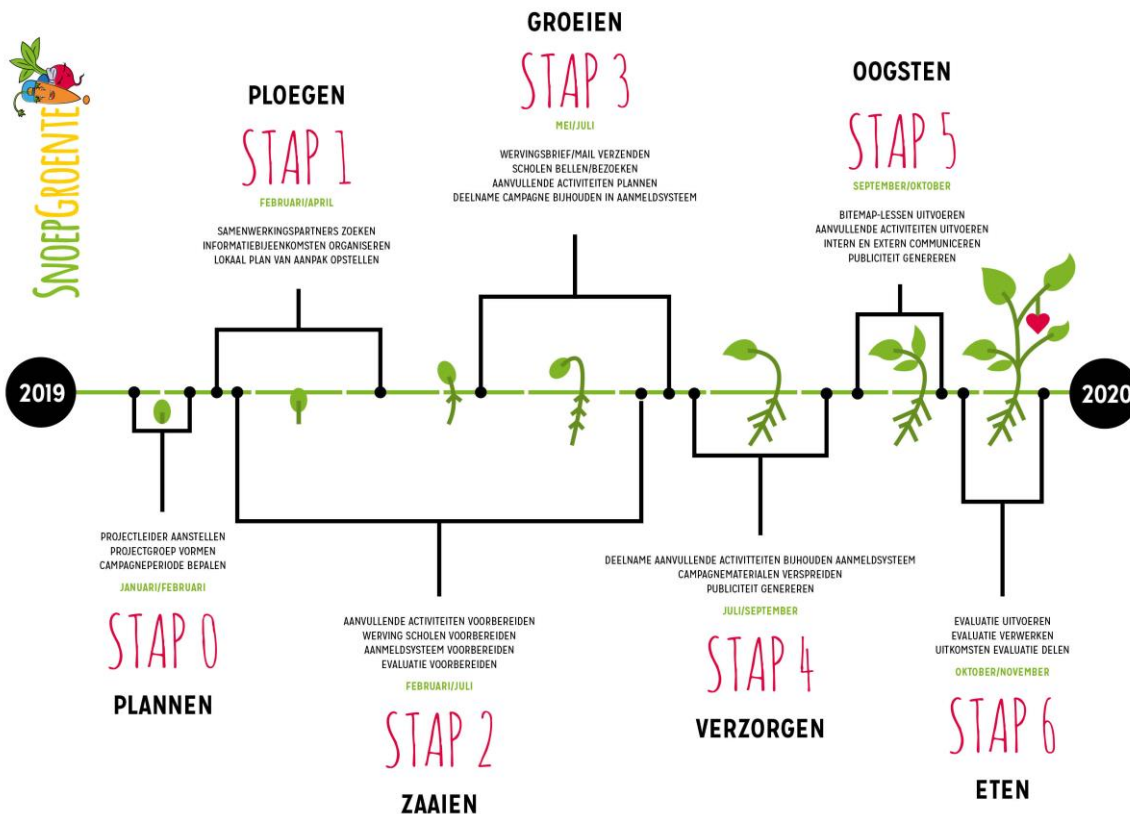 SNOEPGROENTE
2019
PLOEGEN
STAP 1
FEBRUARI/APRIL
SAMENWERKINGSPARTNERS ZOEKEN
INFORMATIEBIJEENKOMSTEN ORGANISEREN
LOKAAL PLAN VAN AANPAK OPSTELLEN
GROEIEN
STAP 3
MEI/JULI
WERVINGSBRIEF/MAIL VERZENDEN
SCHOLEN BELLEN/BEZOEKEN
AANVULLENDE ACTIVITEITEN PLANNEN
DEELNAME CAMPAGNE BIJHOUDEN IN AANMELDSYSTEEM
OOGSTEN
STAP 5
SEPTEMBER/OKTOBER
BITEMAP-LESSEN UITVOEREN
AANVULLENDE ACTIVITEITEN UITVOEREN
INTERN EN EXTERN COMMUNICEREN
PUBLICITEIT GENEREREN
2020
PROJECTLEIDER AANSTELLEN
PROJECTGROEP VORMEN
CAMPAGNEPERIODE BEPALEN
JANUARI/FEBRUARI
STAP 0
PLANNEN
AANVULLENDE ACTIVITEITEN VOORBEREIDEN
WERVING SCHOLEN VOORBEREIDEN
AANMELDSYSTEEM VOORBEREIDEN
EVALUATIE VOORBEREIDEN
FEBRUARI/JULI
STAP 2
ZAAIEN
DEELNAME AANVULLENDE ACTIVITTEITEN BIJHOUDEN AANMELDSYSTEEM
CAMPAGNEMATERIALEN VERSPREIDEN
PUBLICITEIT GENEREREN
JULI/SEPTEMBER
STAP 4
VERZORGEN
EVALUATIE UITVOEREN
EVALUATIE VERWERKEN
UITKOMSTEN EVALUATIE DELEN
OKTOBER/NOVEMBER
STAP 6
ETEN